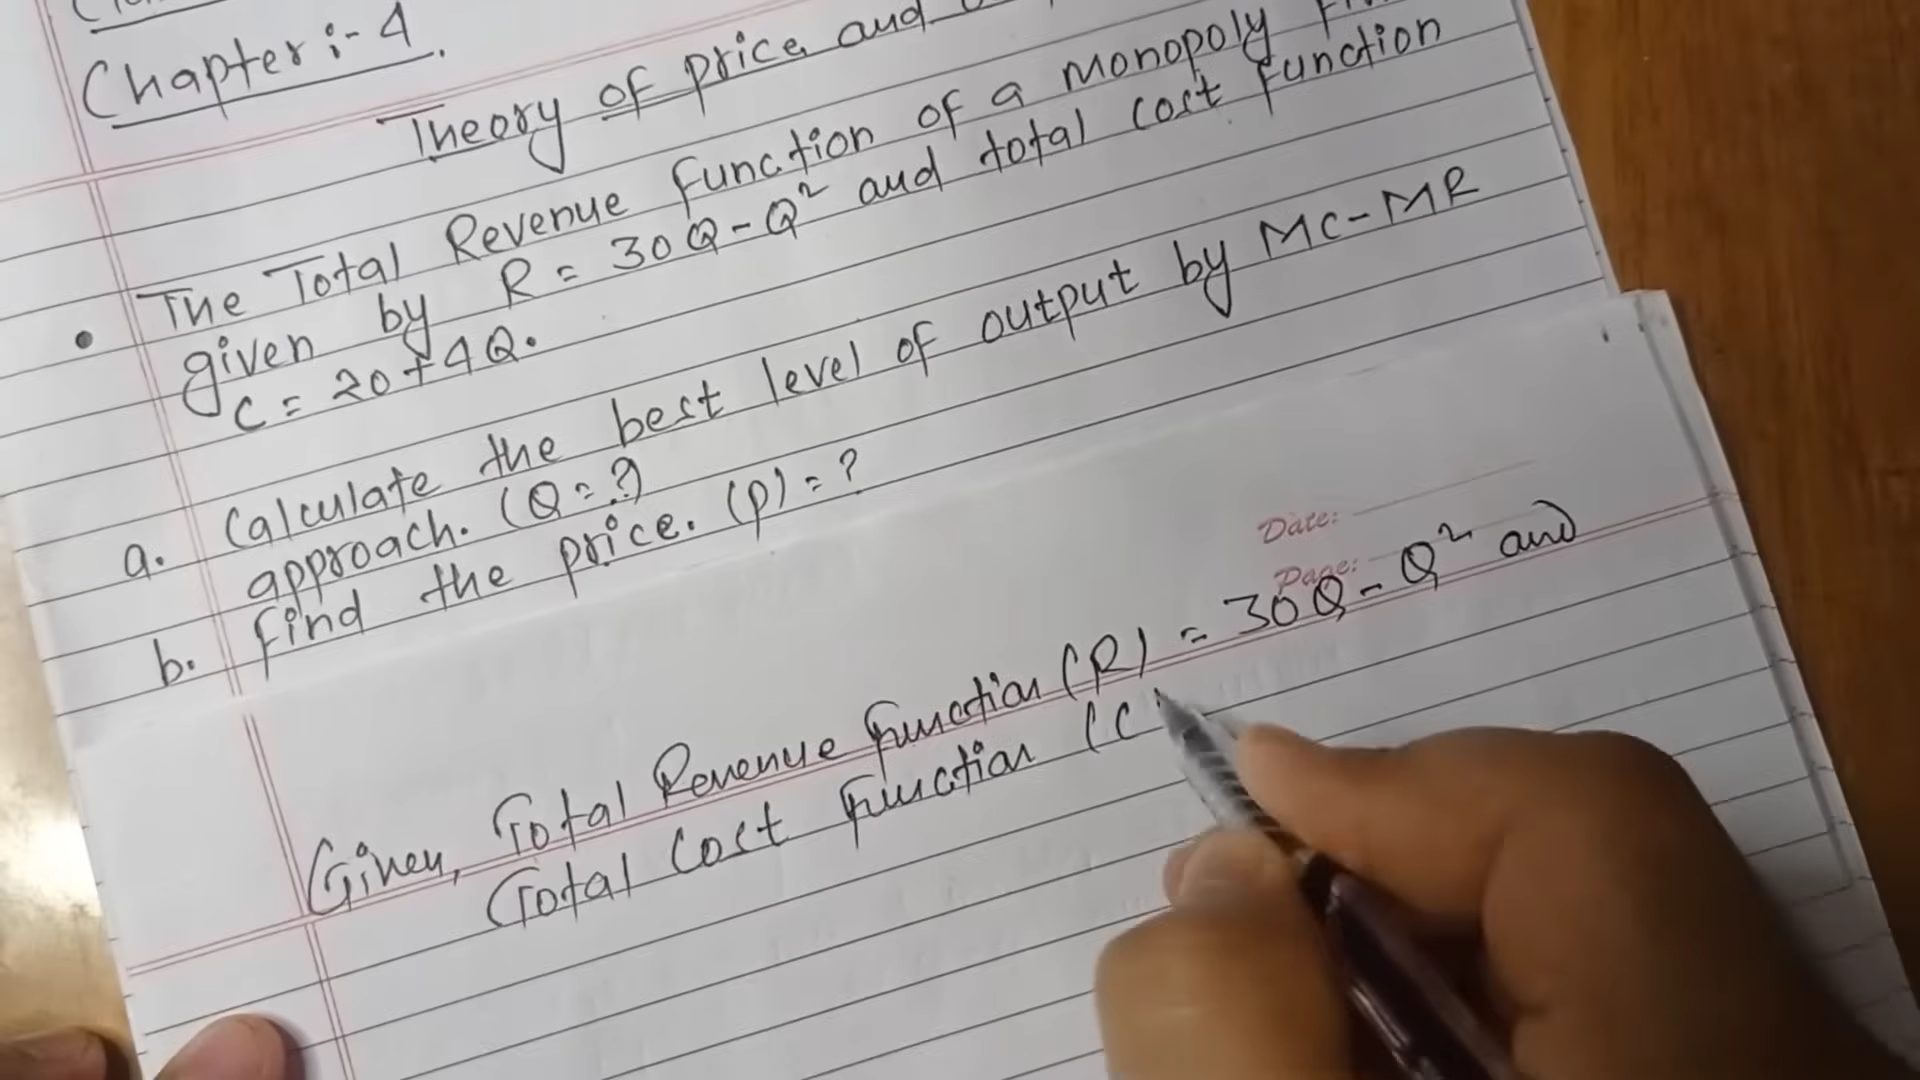 Chapter:-4.
Theory of price and
The Total Revenue function of a monopoly
given by R = 30Q-Q² and total cost function
C = 20+4Q.
a. Calculate the best level of output by MC-MR
approach. (Q=?)
b. find the price. (p)=?
Date:
Page:
Given, Total Revenue function (R) = 30Q-Q² and
Total Cost function (C